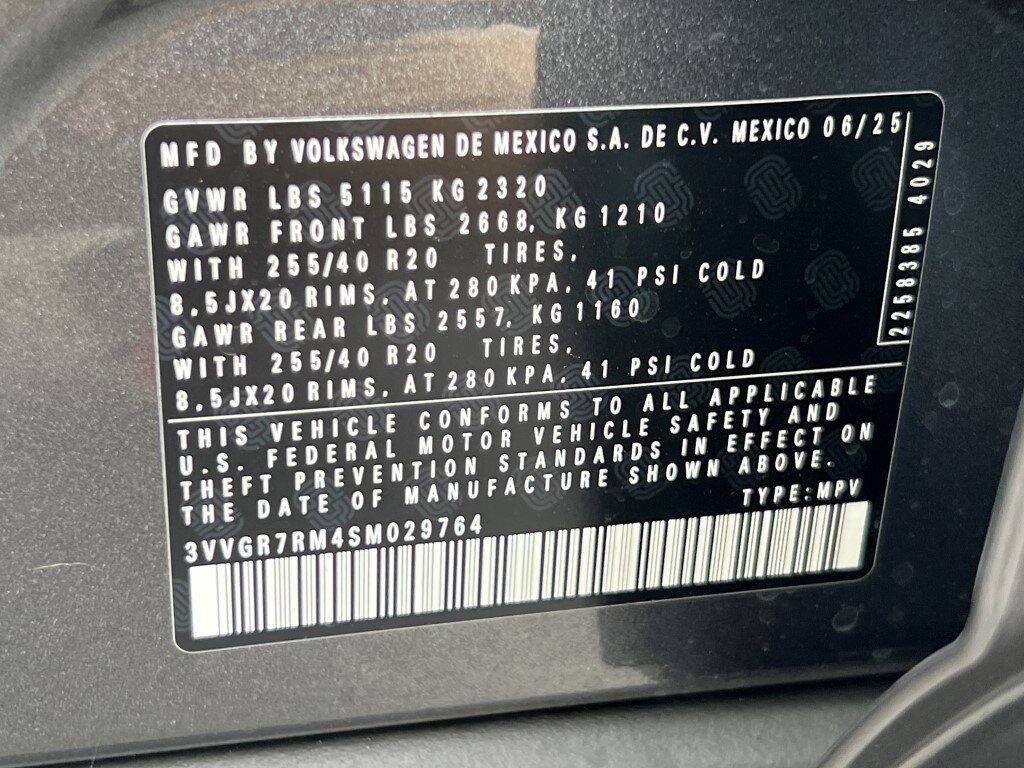 MFD BY VOLKSWAGEN DE MEXICO S.A. DE C.V. MEXICO 06/25
GVWR LBS 5115 KG 2320
GAWR FRONT LBS 2668, KG 1210
WITH 255/40 R20 TIRES,
8,5JX20 RIMS, AT 280 KPA, 41 PSI COLD
GAWR REAR LBS 2557, KG 1160
WITH 255/40 R20 TIRES,
8,5JX20 RIMS, AT 280 KPA, 41 PSI COLD
2258385 4029
THIS VEHICLE CONFORMS TO ALL APPLICABLE
U.S. FEDERAL MOTOR VEHICLE SAFETY AND
THEFT PREVENTION STANDARDS IN EFFECT ON
THE DATE OF MANUFACTURE SHOWN ABOVE.
TYPE:MPV
3VVGR7RM4SM029764